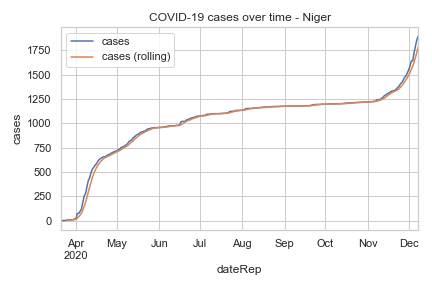 COVID-19 cases over time - Niger
cases
cases (rolling)
1750
1500
1250
1000
750
500
250
0
cases
Apr
2020
May
Jun
Jul
Aug
Sep
Oct
Nov
Dec
dateRep